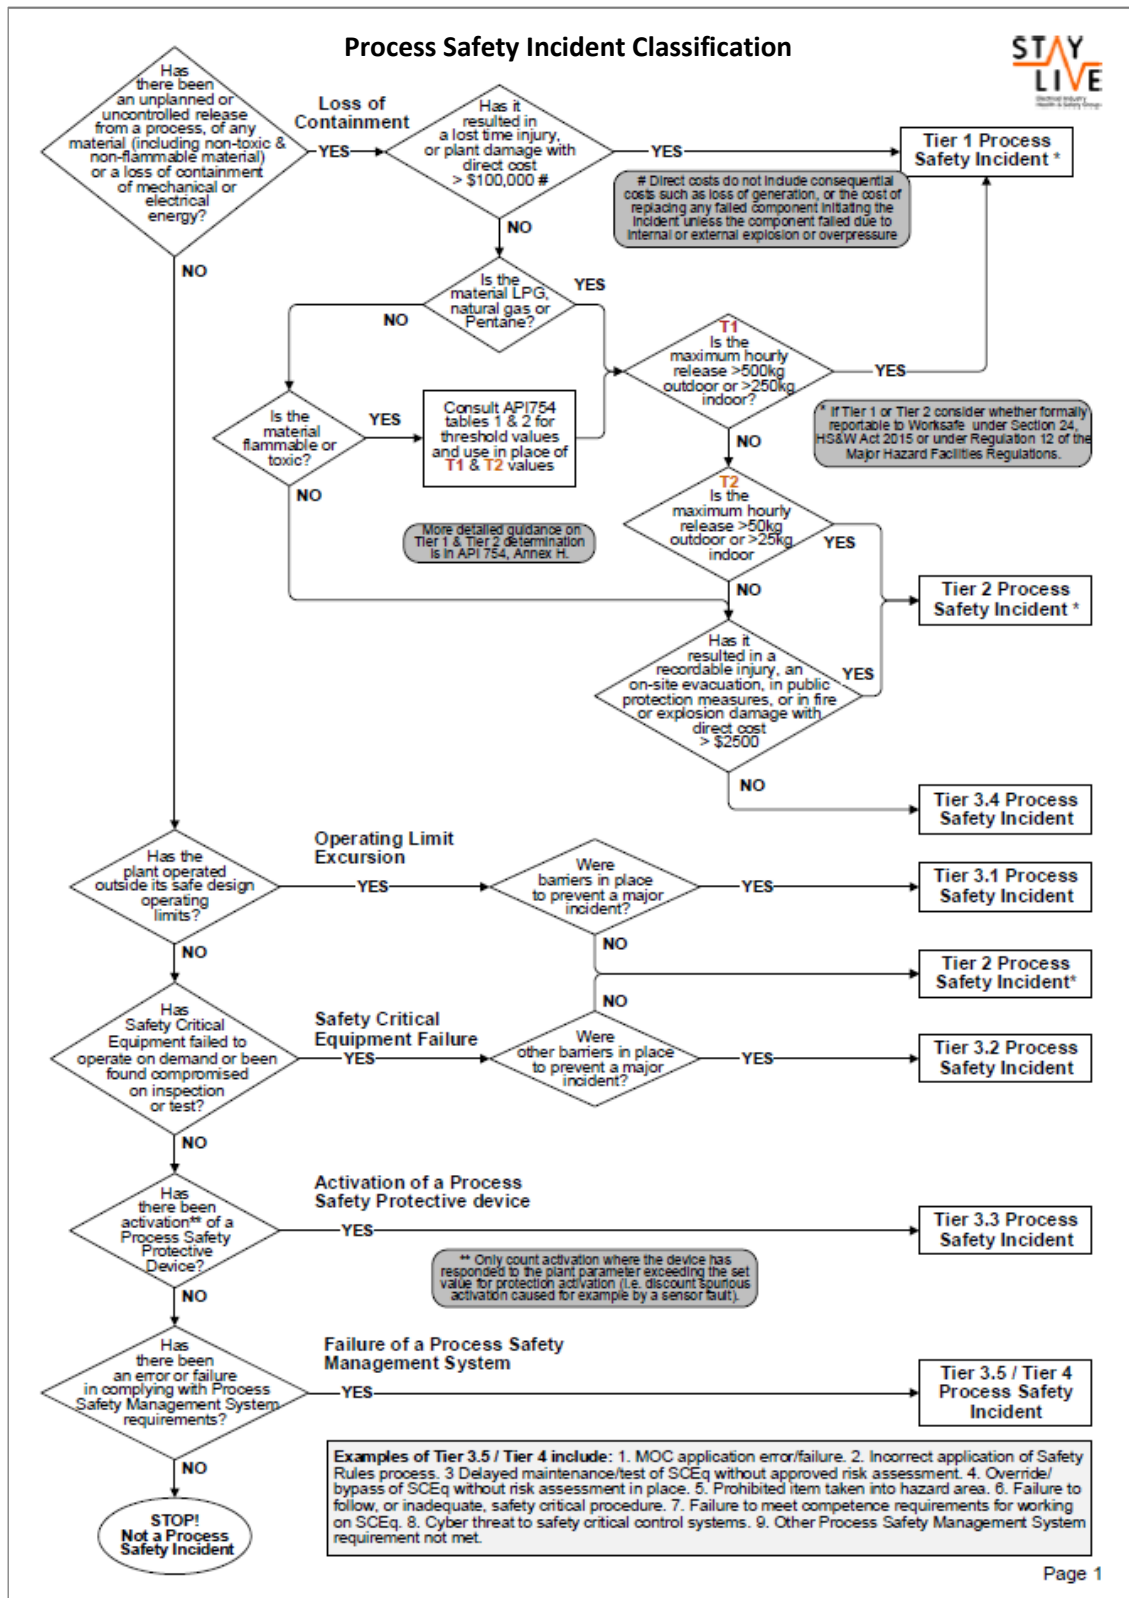 Process Safety Incident Classification
STAY
LIVE
Electrical Industry
Health & Safety Group
Has
there been
an unplanned or
uncontrolled release
from a process, of any
material (including non-toxic &
non-flammable material)
or a loss of containment
of mechanical or
electrical
energy?
Loss of
Containment
YES
Has it
resulted in
a lost time injury,
or plant damage with
direct cost
> $100,000 #
YES
Tier 1 Process
Safety Incident *
# Direct costs do not include consequential
costs such as loss of generation, or the cost of
replacing any failed component initiating the
incident unless the component failed due to
internal or external explosion or overpressure
NO
NO
Is the
material LPG,
natural gas or
Pentane?
YES
NO
T1
Is the
maximum hourly
release >500kg
outdoor or >250kg
indoor?
YES
Is the
material
flammable or
toxic?
YES
Consult API754
tables 1 & 2 for
threshold values
and use in place of
T1 & T2 values
* If Tier 1 or Tier 2 consider whether formally
reportable to Worksafe under Section 24,
HS&W Act 2015 or under Regulation 12 of the
Major Hazard Facilities Regulations.
NO
NO
T2
Is the
maximum hourly
release >50kg
outdoor or >25kg
indoor
YES
More detailed guidance on
Tier 1 & Tier 2 determination
is in API 754, Annex H.
NO
Tier 2 Process
Safety Incident *
Has it
resulted in a
recordable injury, an
on-site evacuation, in public
protection measures, or in fire
or explosion damage with
direct cost
> $2500
YES
NO
Tier 3.4 Process
Safety Incident
Has the
plant operated
outside its safe design
operating
limits?
Operating Limit
Excursion
YES
Were
barriers in place
to prevent a major
incident?
YES
Tier 3.1 Process
Safety Incident
NO
NO
Tier 2 Process
Safety Incident*
NO
Has
Safety Critical
Equipment failed to
operate on demand or been
found compromised
on inspection
or test?
Safety Critical
Equipment Failure
YES
Were
other barriers in place
to prevent a major
incident?
YES
Tier 3.2 Process
Safety Incident
NO
Has
there been
activation** of a
Process Safety
Protective
Device?
Activation of a Process
Safety Protective device
YES
Tier 3.3 Process
Safety Incident
** Only count activation where the device has
responded to the plant parameter exceeding the set
value for protection activation (i.e. discount spurious
activation caused for example by a sensor fault).
NO
Has
there been
an error or failure
in complying with Process
Safety Management System
requirements?
Failure of a Process Safety
Management System
YES
Tier 3.5 / Tier 4
Process Safety
Incident
NO
STOP!
Not a Process
Safety Incident
Examples of Tier 3.5 / Tier 4 include: 1. MOC application error/failure. 2. Incorrect application of Safety
Rules process. 3 Delayed maintenance/test of SCEq without approved risk assessment. 4. Override/
bypass of SCEq without risk assessment in place. 5. Prohibited item taken into hazard area. 6. Failure to
follow, or inadequate, safety critical procedure. 7. Failure to meet competence requirements for working
on SCEq. 8. Cyber threat to safety critical control systems. 9. Other Process Safety Management System
requirement not met.
Page 1